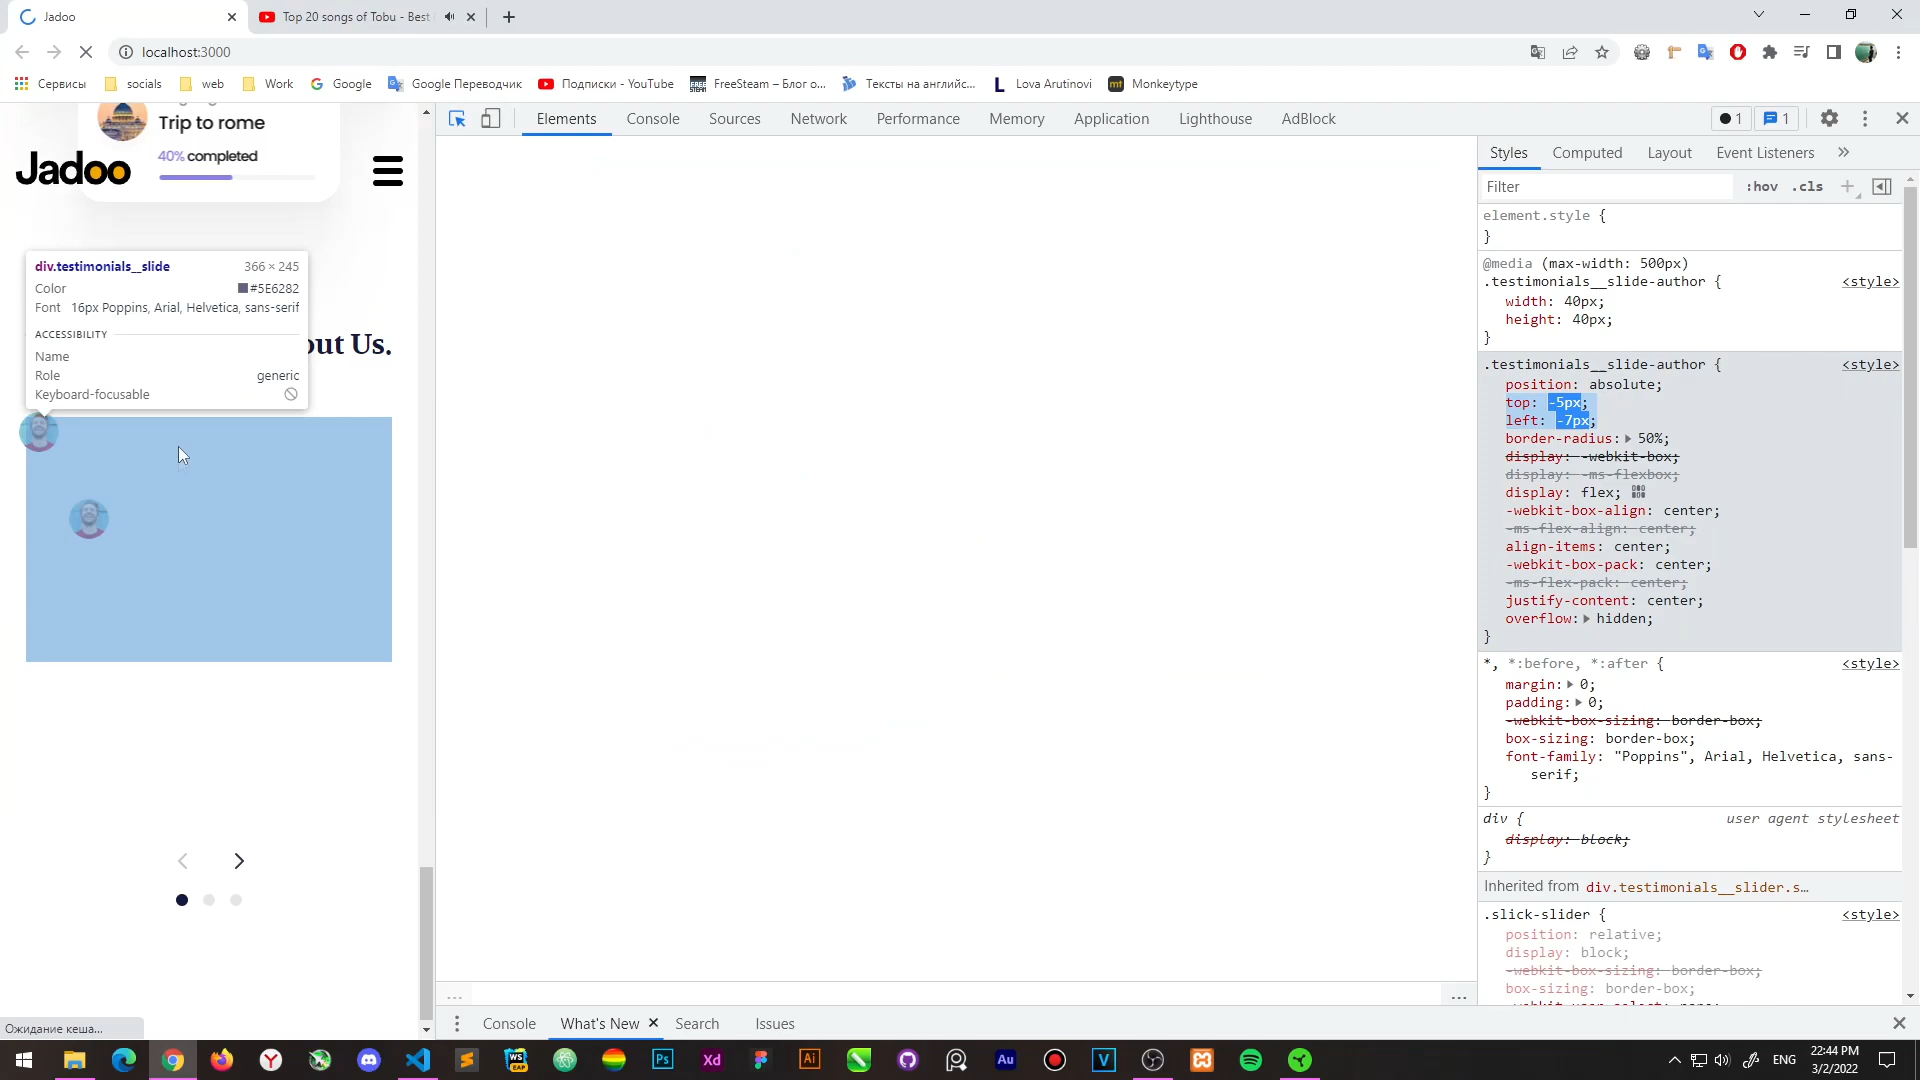 Jadoo
Top 20 songs of Tobu - Best
localhost:3000
Сервисы
socials
web
Work
Google
Google Переводчик
Подписки - YouTube
FreeSteam – Блог о...
Тексты на английс...
Lova Arutinovi
Monkeytype
Trip to rome
40% completed
Jadoo
div.testimonials__slide 366 × 245
Color #5E6282
Font 16px Poppins, Arial, Helvetica, sans-serif
ACCESSIBILITY
Name
Role generic
Keyboard-focusable
out Us.
Ожидание кеша...
Elements
Console
Sources
Network
Performance
Memory
Application
Lighthouse
AdBlock
1
1
Styles
Computed
Layout
Event Listeners
Filter
:hov .cls
element.style {
}
@media (max-width: 500px)
.testimonials__slide-author { <style>
width: 40px;
height: 40px;
}
.testimonials__slide-author { <style>
position: absolute;
top: -5px;
left: -7px;
border-radius: 50%;
display: -webkit-box;
display: -ms-flexbox;
display: flex;
-webkit-box-align: center;
-ms-flex-align: center;
align-items: center;
-webkit-box-pack: center;
-ms-flex-pack: center;
justify-content: center;
overflow: hidden;
}
*, *:before, *:after { <style>
margin: 0;
padding: 0;
-webkit-box-sizing: border-box;
box-sizing: border-box;
font-family: "Poppins", Arial, Helvetica, sans-
serif;
}
div { user agent stylesheet
display: block;
}
Inherited from div.testimonials__slider.s…
.slick-slider { <style>
position: relative;
display: block;
-webkit-box-sizing: border-box;
box-sizing: border-box;
...
...
Console
What's New
Search
Issues
WS
EAP
Ps
Xd
Ai
Au
V
ENG
22:44 PM
3/2/2022